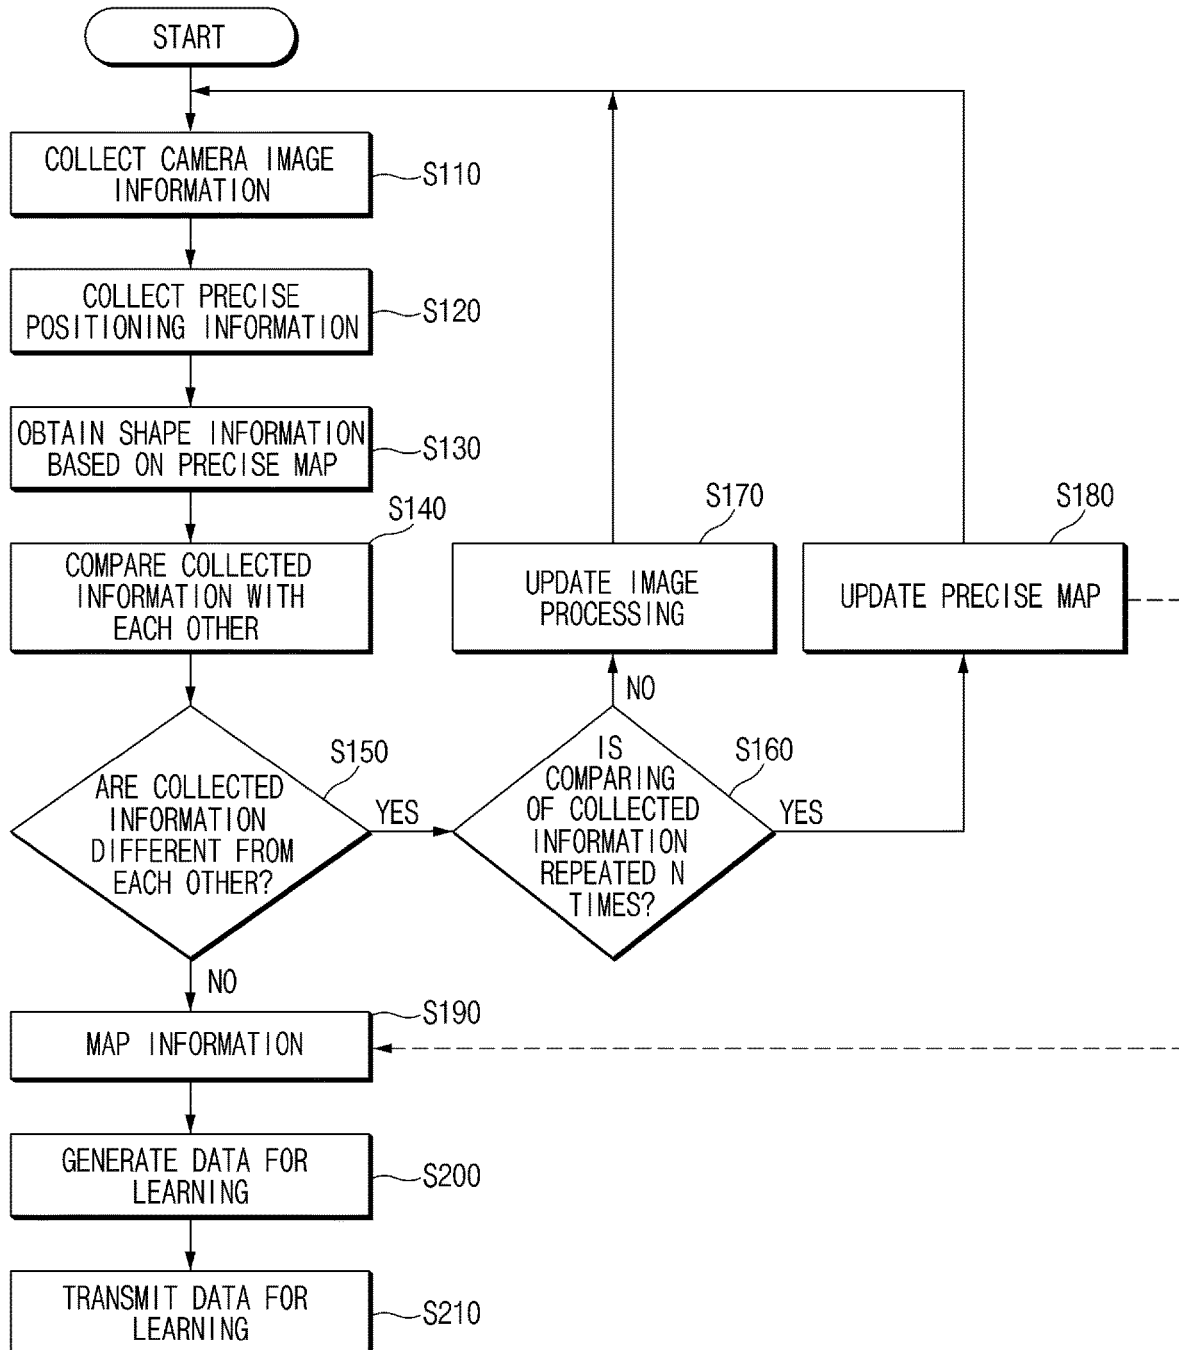 START
COLLECT CAMERA IMAGE
INFORMATION
S110
COLLECT PRECISE
POSITIONING INFORMATION
S120
OBTAIN SHAPE INFORMATION
BASED ON PRECISE MAP
S130
S140
COMPARE COLLECTED
INFORMATION WITH
EACH OTHER
S170
UPDATE IMAGE
PROCESSING
S180
UPDATE PRECISE MAP
S150
ARE COLLECTED
INFORMATION
DIFFERENT FROM
EACH OTHER?
YES
NO
S160
IS
COMPARING
OF COLLECTED
INFORMATION
REPEATED N
TIMES?
YES
NO
S190
MAP INFORMATION
GENERATE DATA FOR
LEARNING
S200
TRANSMIT DATA FOR
LEARNING
S210